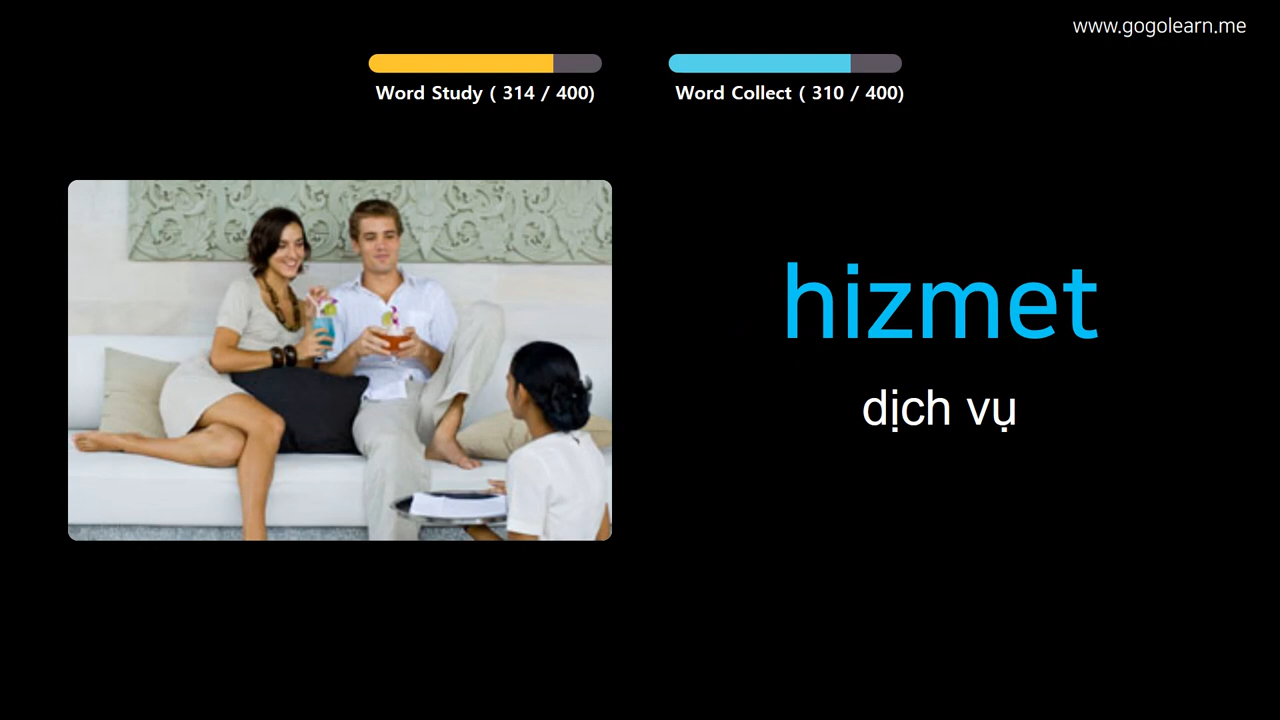 www.gogolearn.me
Word Study ( 314 / 400)
Word Collect ( 310 / 400)
hizmet
dịch vụ